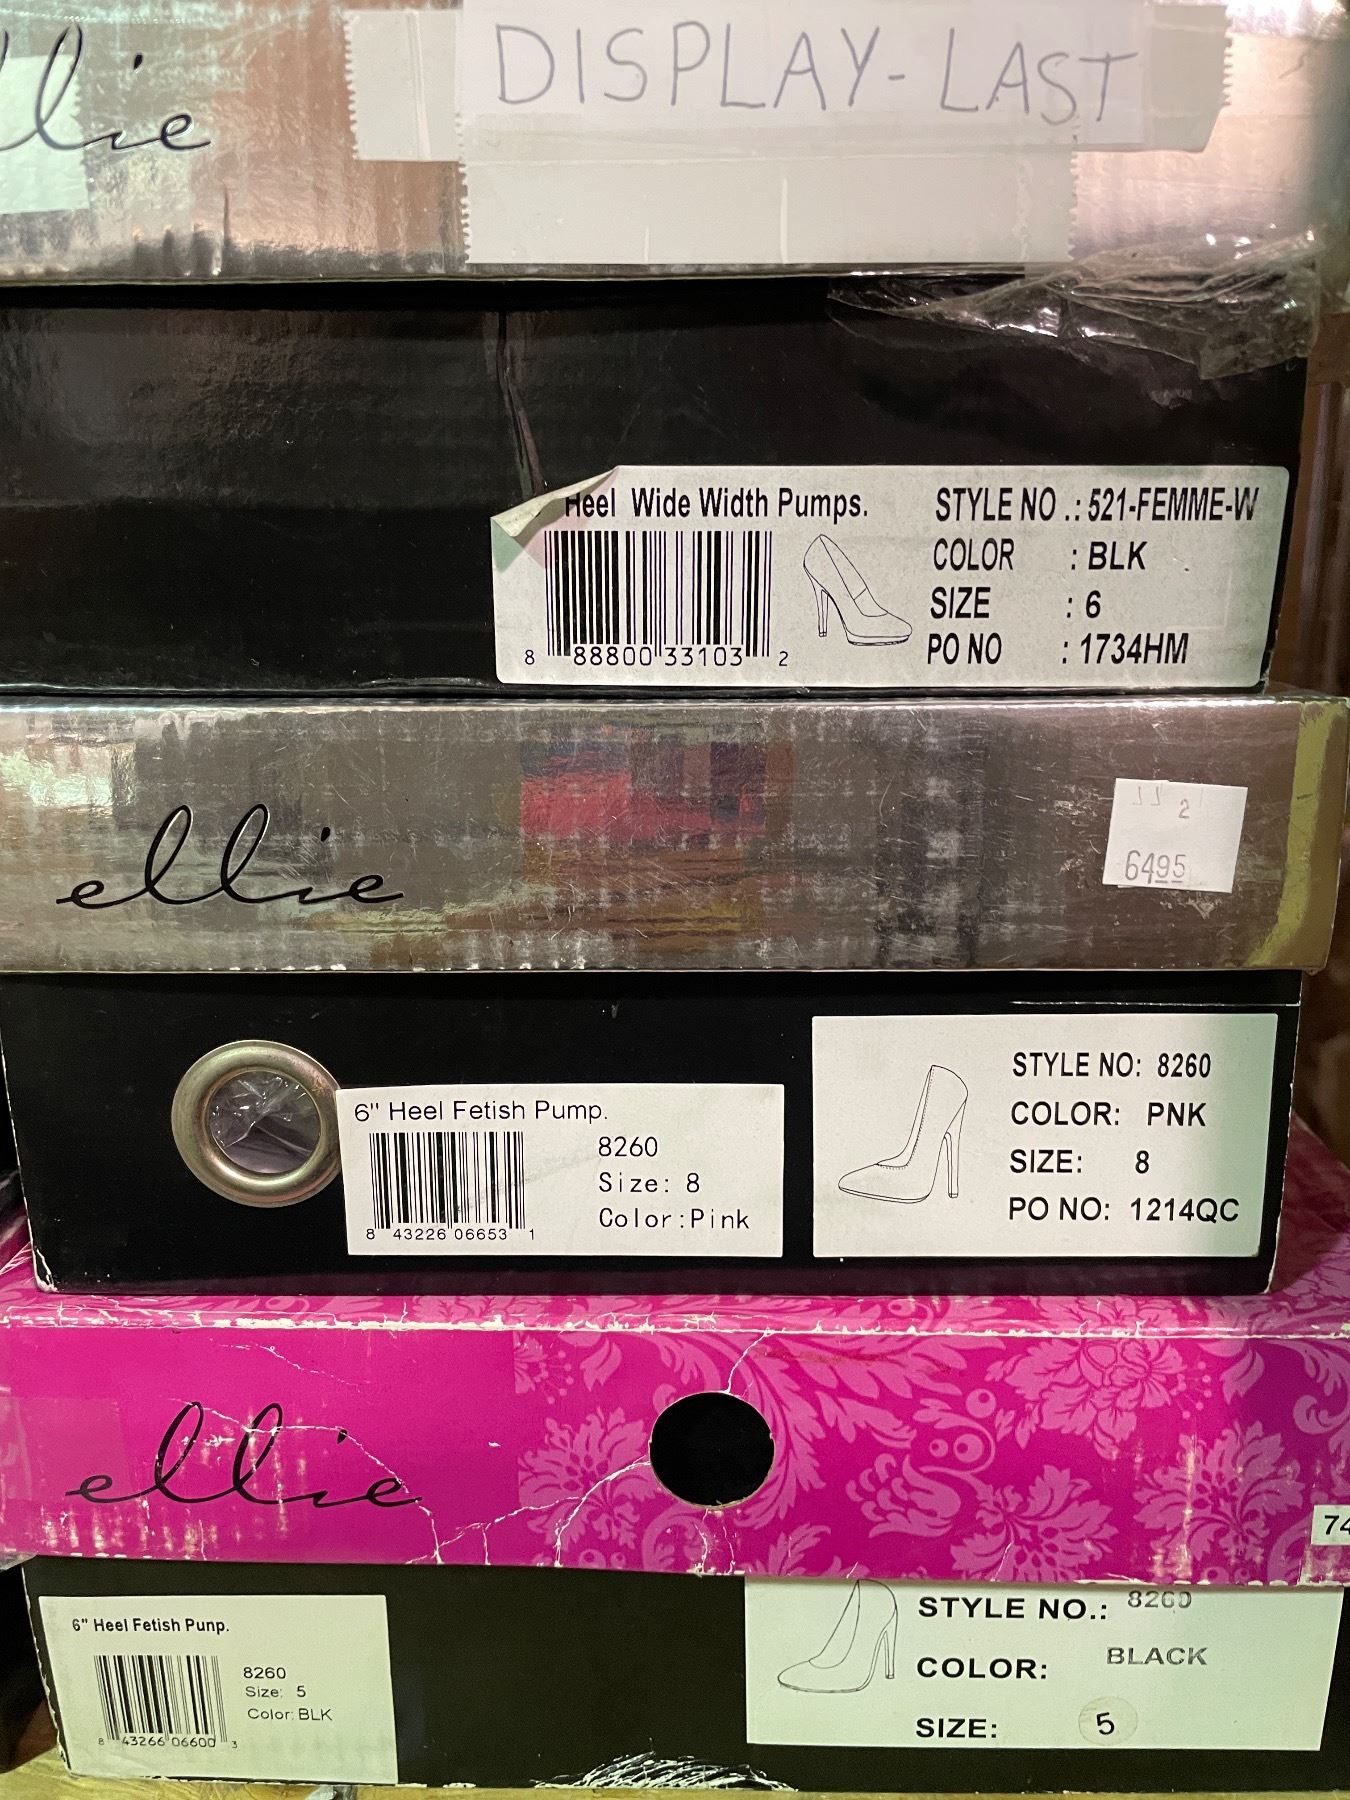 DISPLAY-LAST
Heel Wide Width Pumps.
8 88800 33103 2
STYLE NO .: 521-FEMME-W
COLOR : BLK
SIZE : 6
PO NO : 1734HM
ellie
2
6495
6" Heel Fetish Pump.
8260
Size: 8
Color:Pink
8 43226 06653 1
STYLE NO: 8260
COLOR: PNK
SIZE: 8
PO NO: 1214QC
ellie
74
6" Heel Fetish Punp.
8260
Size: 5
Color: BLK
8 43266 06600 3
STYLE NO.: 8260
COLOR: BLACK
SIZE: 5